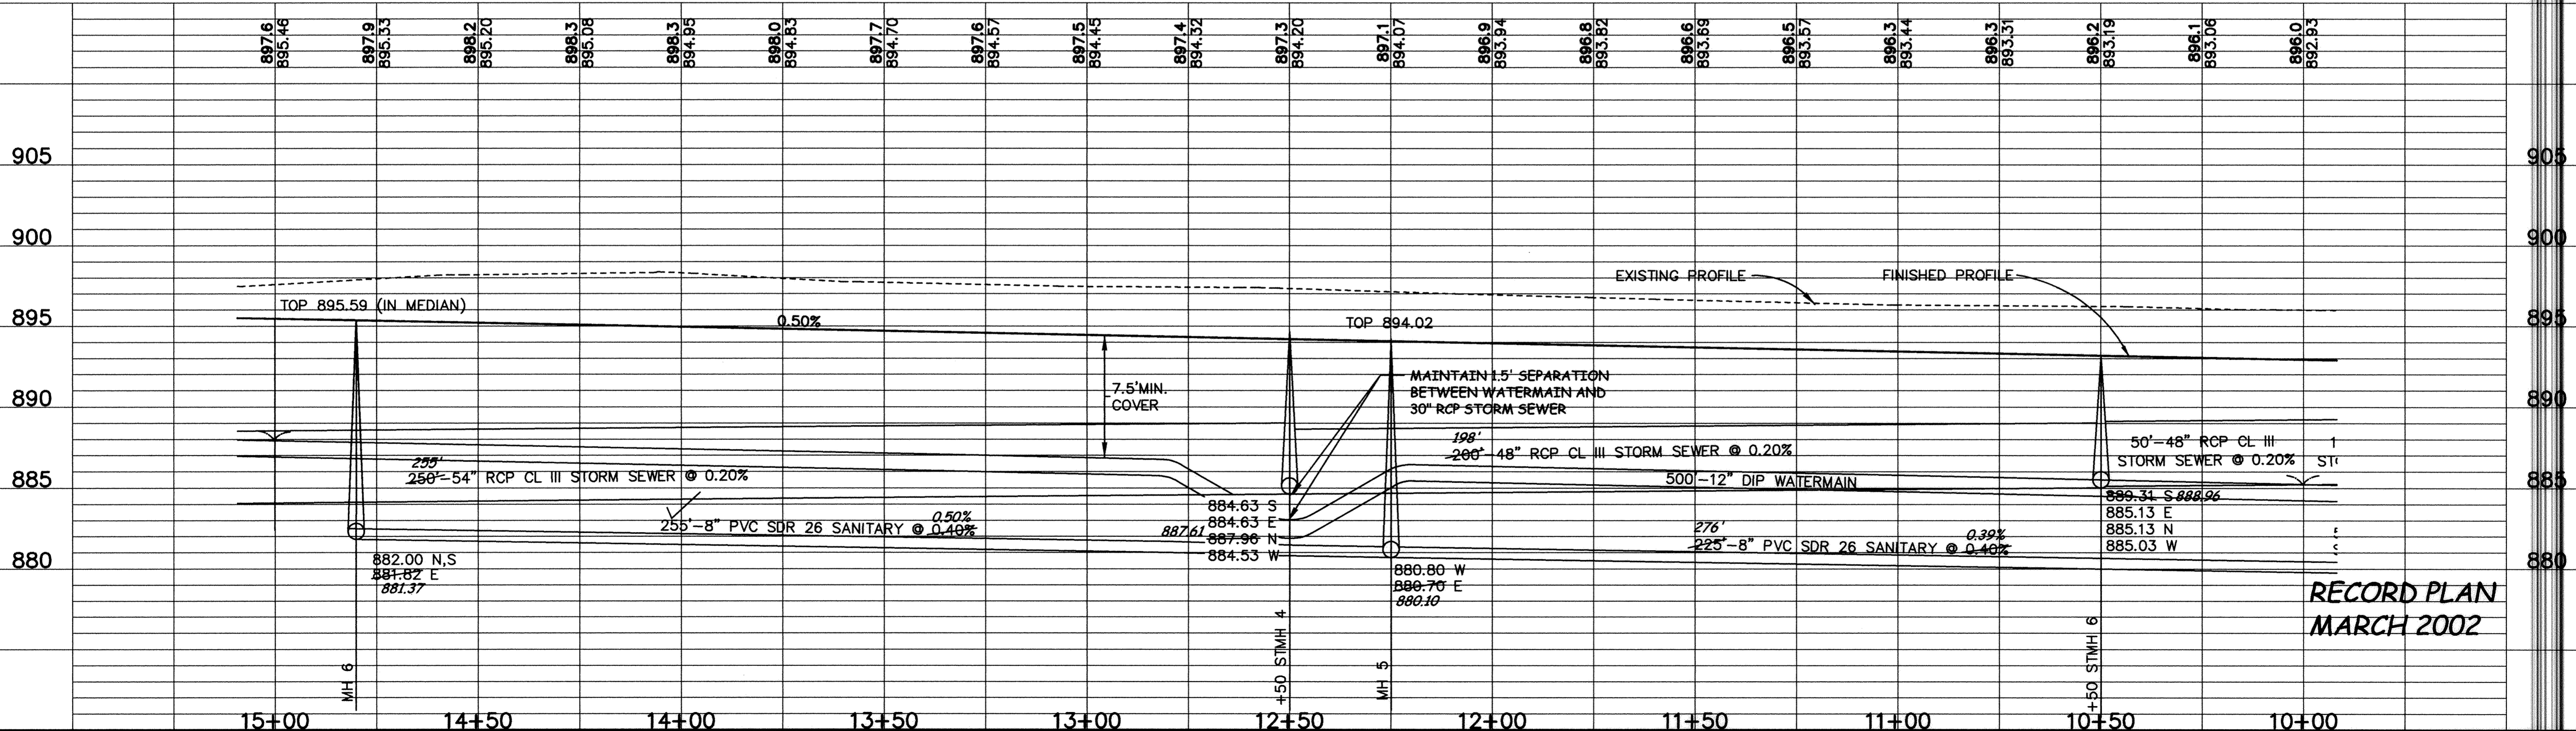 897.6
895.46
897.9
895.33
898.2
895.20
898.3
895.08
898.3
894.95
898.0
894.83
897.7
894.70
897.6
894.57
897.5
894.45
897.4
894.32
897.3
894.20
897.1
894.07
896.9
893.94
896.8
893.82
896.6
893.69
896.5
893.57
896.3
893.44
896.3
893.31
896.2
893.19
896.1
893.06
896.0
892.93
905
905
900
900
EXISTING PROFILE
FINISHED PROFILE
TOP 895.59 (IN MEDIAN)
895
0.50%
TOP 894.02
895
7.5'MIN.
COVER
MAINTAIN 1.5' SEPARATION
BETWEEN WATERMAIN AND
30" RCP STORM SEWER
890
890
255'
250'-54" RCP CL III STORM SEWER @ 0.20%
198'
200'-48" RCP CL III STORM SEWER @ 0.20%
50'-48" RCP CL III
STORM SEWER @ 0.20%
1
885
500'-12" DIP WATERMAIN
885
0.50%
255'-8" PVC SDR 26 SANITARY @ 0.40%
884.63 S
884.63 E
887.61 887.96 N
884.53 W
276'
0.39%
225'-8" PVC SDR 26 SANITARY @ 0.40%
889.31 S 888.96
885.13 E
885.13 N
885.03 W
880
882.00 N,S
881.82 E
881.37
880.80 W
880.70 E
880.10
880
RECORD PLAN
MARCH 2002
MH 6
+50 STMH 4
MH 5
+50 STMH 6
15+00
14+50
14+00
13+50
13+00
12+50
12+00
11+50
11+00
10+50
10+00